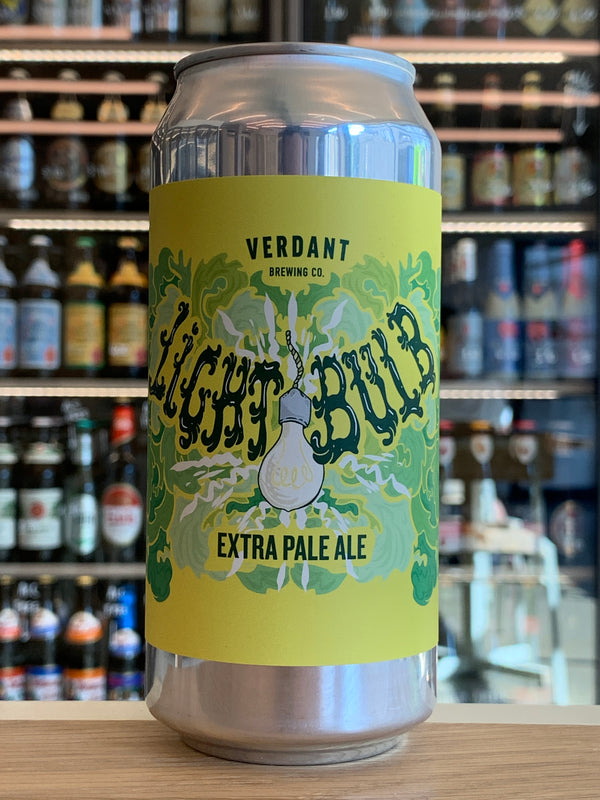 VERDANT
BREWING CO.
LIGHT BULB
EXTRA PALE ALE